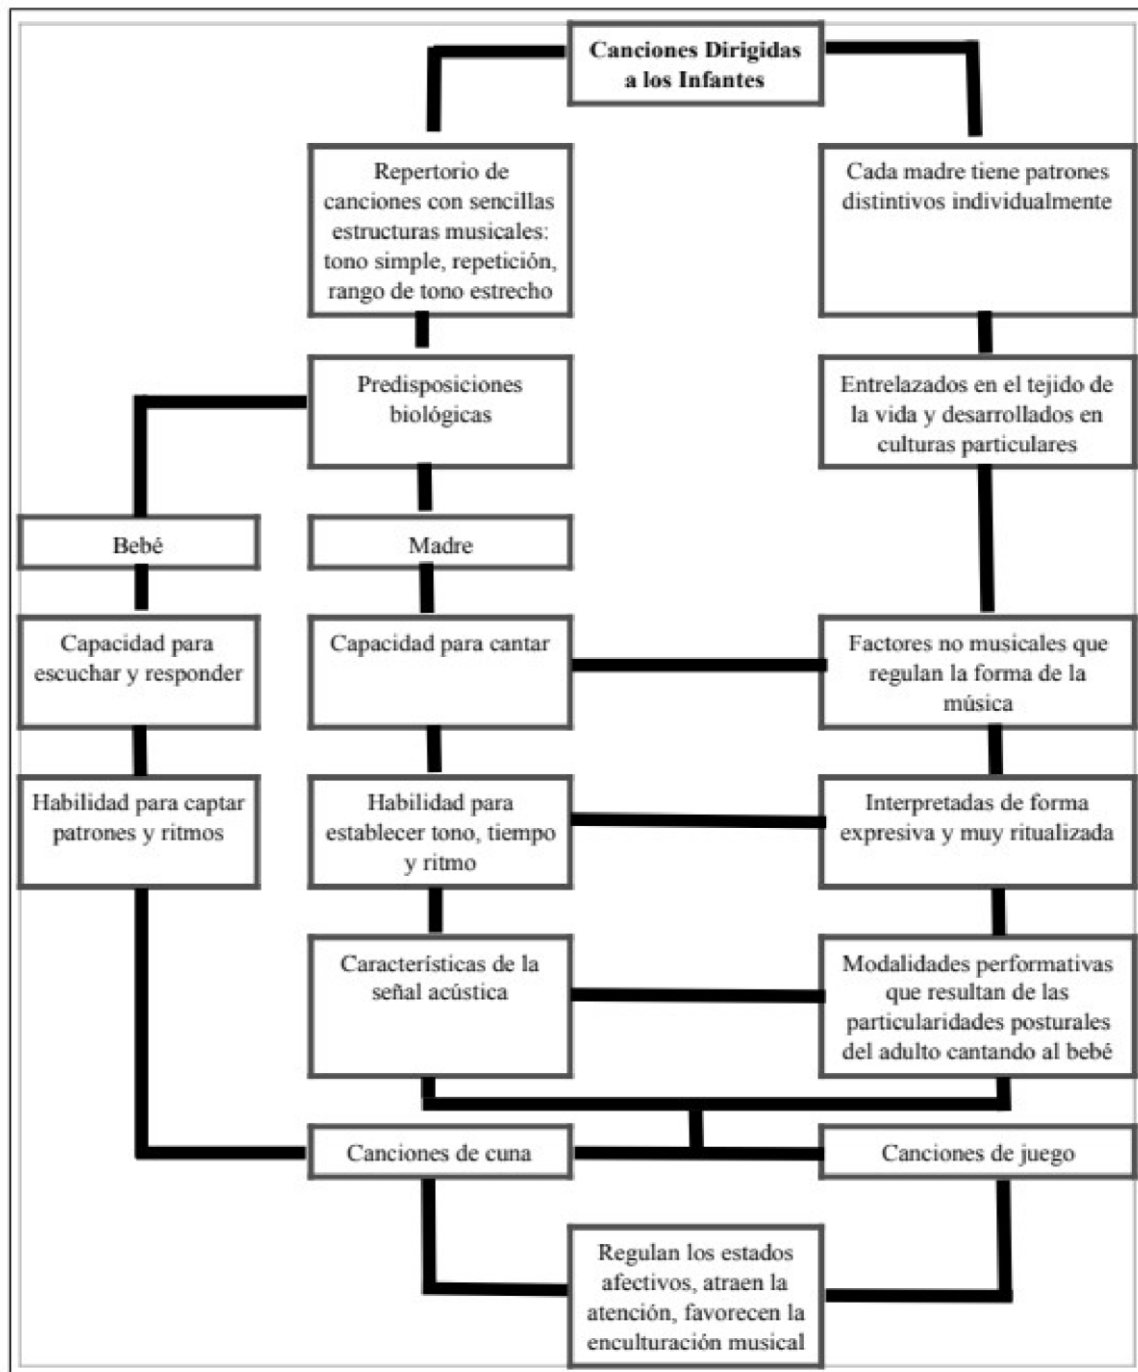 Canciones Dirigidas
a los Infantes
Repertorio de
canciones con sencillas
estructuras musicales:
tono simple, repetición,
rango de tono estrecho
Cada madre tiene patrones
distintivos individualmente
Predisposiciones
biológicas
Entrelazados en el tejido de
la vida y desarrollados en
culturas particulares
Bebé
Madre
Capacidad para
escuchar y responder
Capacidad para cantar
Factores no musicales que
regulan la forma de la
música
Habilidad para captar
patrones y ritmos
Habilidad para
establecer tono, tiempo
y ritmo
Interpretadas de forma
expresiva y muy ritualizada
Características de la
señal acústica
Modalidades performativas
que resultan de las
particularidades posturales
del adulto cantando al bebé
Canciones de cuna
Canciones de juego
Regulan los estados
afectivos, atraen la
atención, favorecen la
enculturación musical